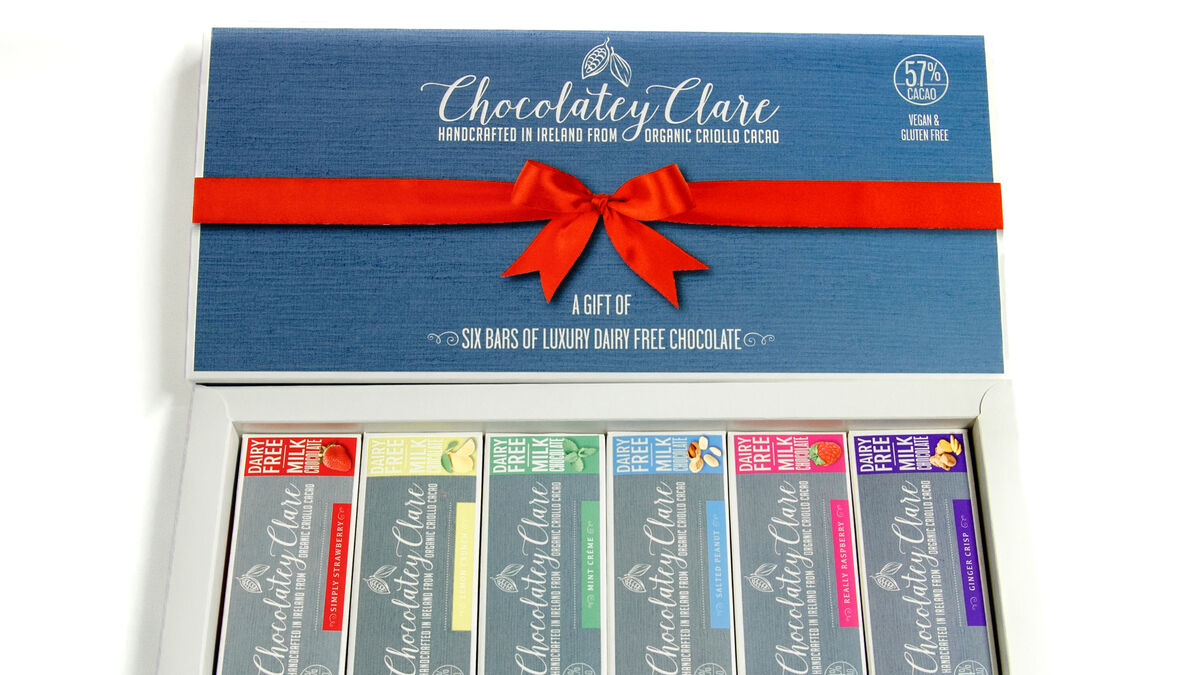 Chocolatey Clare
HANDCRAFTED IN IRELAND FROM ORGANIC CRIOLLO CACAO
57%
CACAO
VEGAN &
GLUTEN FREE
A GIFT OF
SIX BARS OF LUXURY DAIRY FREE CHOCOLATE
DAIRY
FREE
MILK
CHOCOLATE
Chocolatey Clare
HANDCRAFTED IN IRELAND FROM ORGANIC CRIOLLO CACAO
SIMPLY STRAWBERRY
DAIRY
FREE
MILK
CHOCOLATE
Chocolatey Clare
HANDCRAFTED IN IRELAND FROM ORGANIC CRIOLLO CACAO
LEMON CRUNCH
DAIRY
FREE
MILK
CHOCOLATE
Chocolatey Clare
HANDCRAFTED IN IRELAND FROM ORGANIC CRIOLLO CACAO
MINT CRÈME
DAIRY
FREE
MILK
CHOCOLATE
Chocolatey Clare
HANDCRAFTED IN IRELAND FROM ORGANIC CRIOLLO CACAO
SALTED PEANUT
DAIRY
FREE
MILK
CHOCOLATE
Chocolatey Clare
HANDCRAFTED IN IRELAND FROM ORGANIC CRIOLLO CACAO
REALLY RASPBERRY
DAIRY
FREE
MILK
CHOCOLATE
Chocolatey Clare
HANDCRAFTED IN IRELAND FROM ORGANIC CRIOLLO CACAO
GINGER CRISP